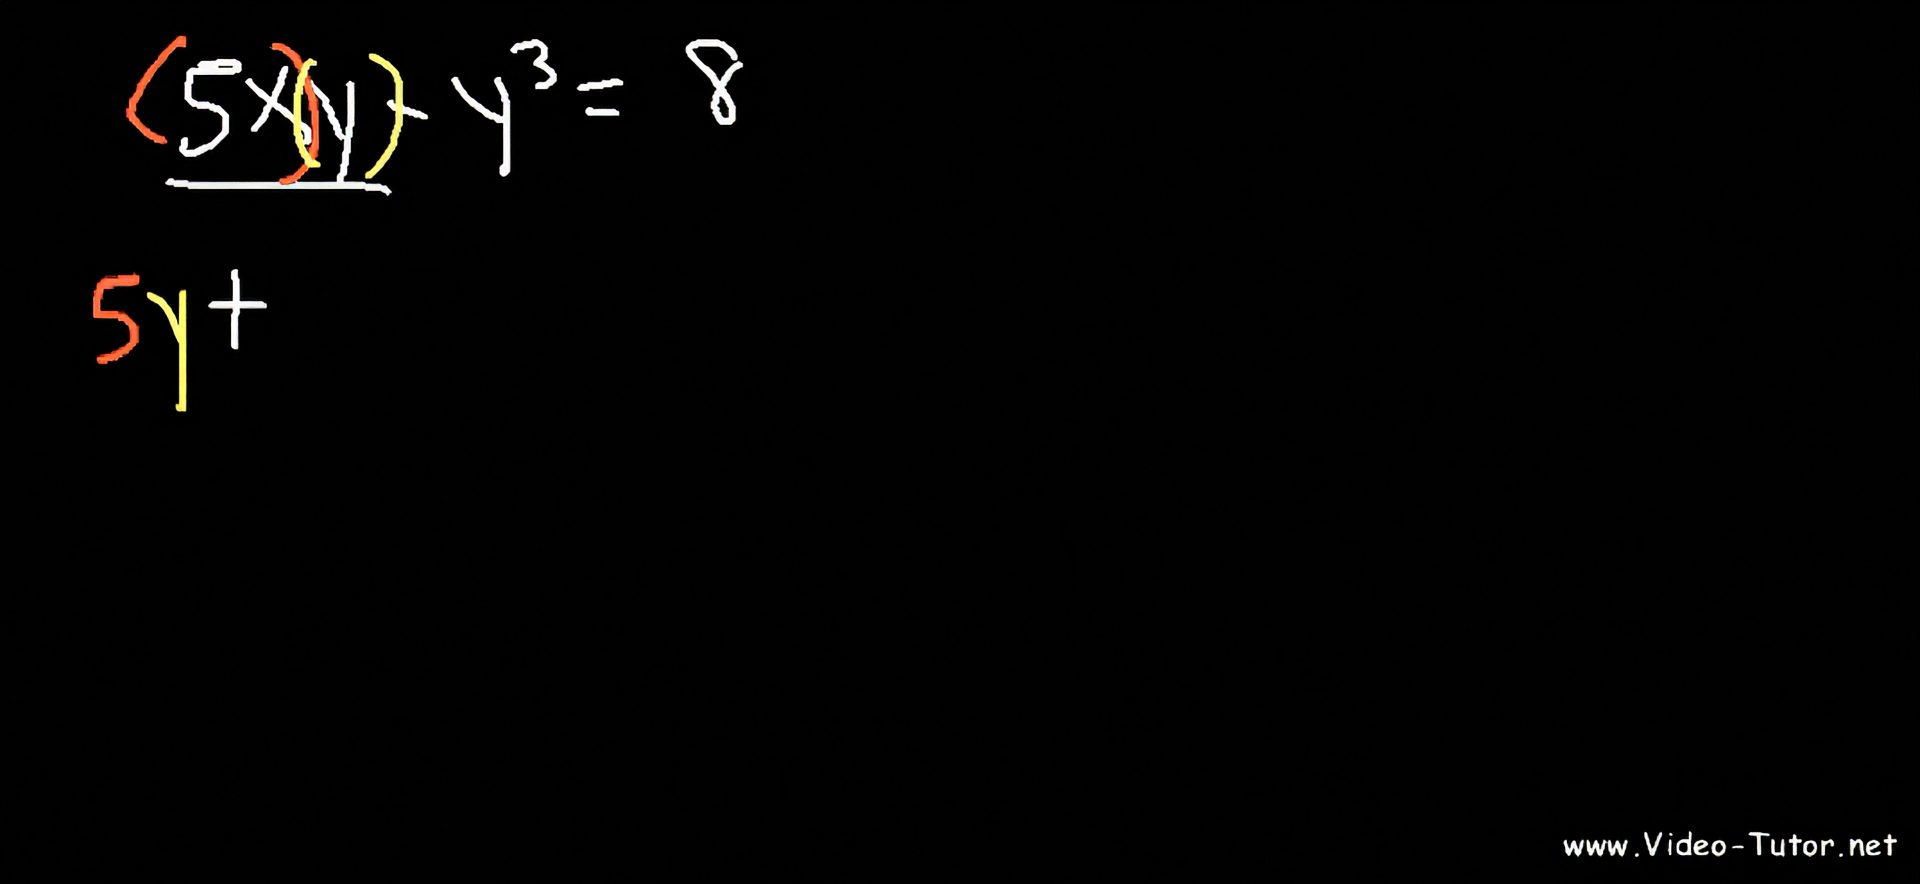 (5x)(y) - y³ = 8
5y +
www.Video-Tutor.net